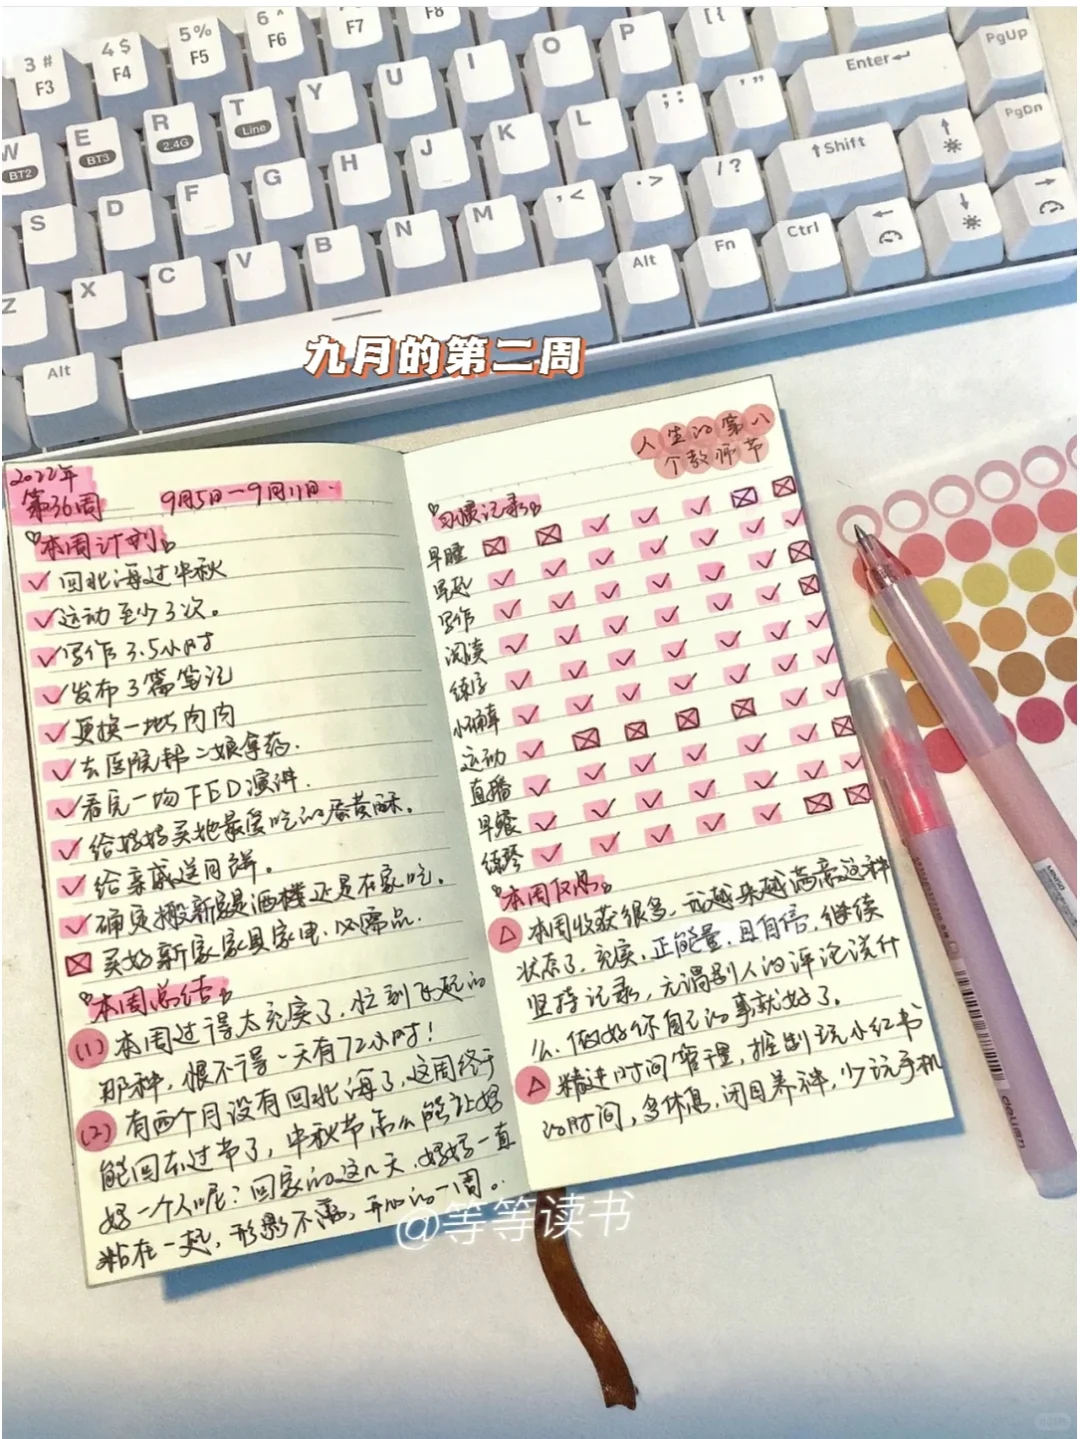 3 #
F3
4 $
F4
5 %
F5
6 ^
F6
F7
F8
W
BT2
E
BT3
R
2.4G
T
Line
Y
U
I
O
P
[ {
Enter
PgUp
S
D
F
G
H
J
K
L
; :
' "
↑Shift
PgDn
Z
X
C
V
B
N
M
, <
. >
/ ?
Alt
Alt
Fn
Ctrl
九月的第二周
2022年
第36周 9月5日—9月11日.
本周计划
回北海过中秋
运动至少3次。
写作3.5小时
发布3篇笔记
更换一地多肉肉
去医院帮二娘拿药.
看完一场TED演讲.
给好好买她最爱吃的蛋黄酥.
给亲戚送月饼.
确定搬新家是酒楼还是在家吃.
买好新家家具家电.必需品.
本周总结
(1) 本周过得太充实了,忙到飞起的
那种,恨不得一天有72小时!
(2) 有两个月没有回北海了,这周终于
能回去过节了,中秋节怎么能让好
好一个人呢?回家的这几天.好好一直
粘在一起,形影不离,开心的一周。
人生的第八
个教师节
习惯记录
早睡
早起
写作
阅读
练字
小确幸
运动
直播
早餐
练琴
本周反思
本周收获很多,越来越满意这种
状态了,充实,正能量,且自信,继续
坚持记录,无谓别人的评论说什
么.做好你自己的事就好了。
精进时间管理,控制玩小红书
的时间,多休息,闭目养神,少玩手机
@等等读书
deli